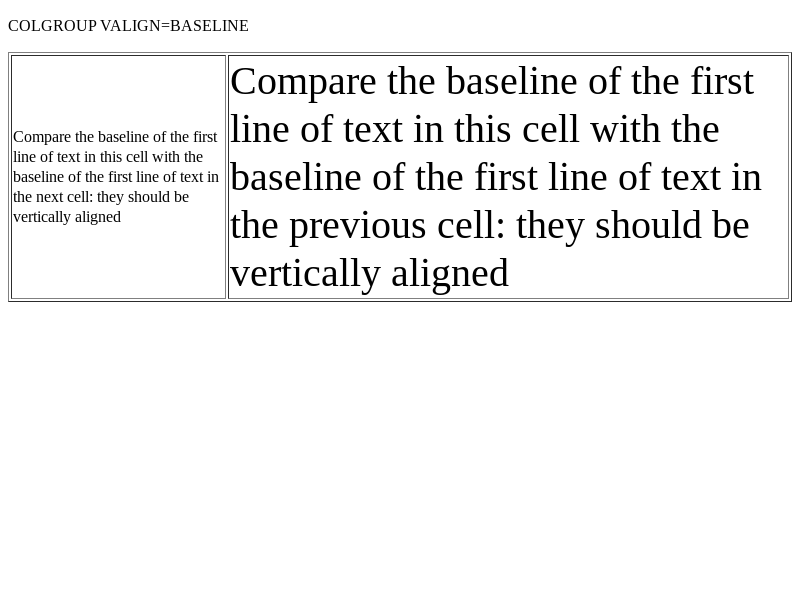 COLGROUP VALIGN=BASELINE
Compare the baseline of the first
line of text in this cell with the
baseline of the first line of text in
the next cell: they should be
vertically aligned
Compare the baseline of the first
line of text in this cell with the
baseline of the first line of text in
the previous cell: they should be
vertically aligned